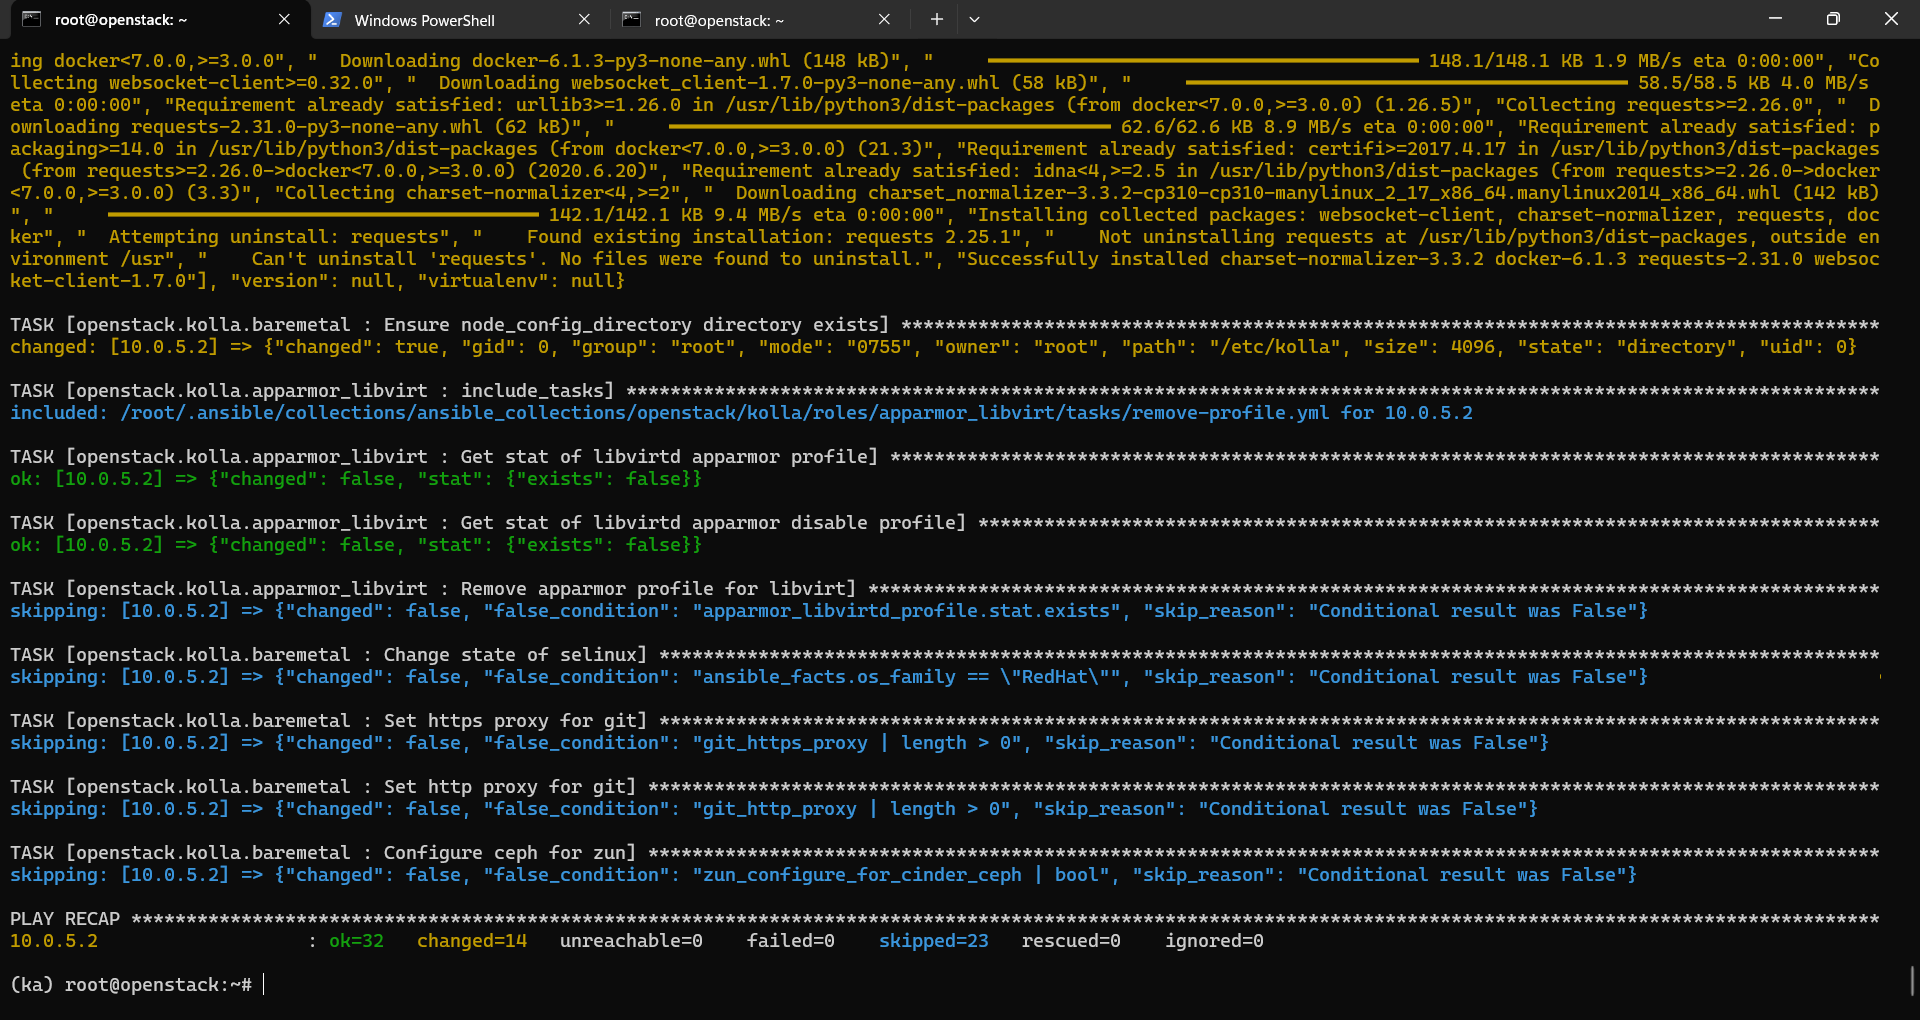 root@openstack: ~
Windows PowerShell
root@openstack: ~
ing docker<7.0.0,>=3.0.0", "  Downloading docker-6.1.3-py3-none-any.whl (148 kB)", "     ━━━━━━━━━━━━━━━━━━━━━━━━━━━━━━━━━━━━━━━ 148.1/148.1 KB 1.9 MB/s eta 0:00:00", "Co
llecting websocket-client>=0.32.0", "  Downloading websocket_client-1.7.0-py3-none-any.whl (58 kB)", "     ━━━━━━━━━━━━━━━━━━━━━━━━━━━━━━━━━━━━━━━━ 58.5/58.5 KB 4.0 MB/s
eta 0:00:00", "Requirement already satisfied: urllib3>=1.26.0 in /usr/lib/python3/dist-packages (from docker<7.0.0,>=3.0.0) (1.26.5)", "Collecting requests>=2.26.0", "  D
ownloading requests-2.31.0-py3-none-any.whl (62 kB)", "     ━━━━━━━━━━━━━━━━━━━━━━━━━━━━━━━━━━━━━━━━ 62.6/62.6 KB 8.9 MB/s eta 0:00:00", "Requirement already satisfied: p
ackaging>=14.0 in /usr/lib/python3/dist-packages (from docker<7.0.0,>=3.0.0) (21.3)", "Requirement already satisfied: certifi>=2017.4.17 in /usr/lib/python3/dist-packages
 (from requests>=2.26.0->docker<7.0.0,>=3.0.0) (2020.6.20)", "Requirement already satisfied: idna<4,>=2.5 in /usr/lib/python3/dist-packages (from requests>=2.26.0->docker
<7.0.0,>=3.0.0) (3.3)", "Collecting charset-normalizer<4,>=2", "  Downloading charset_normalizer-3.3.2-cp310-cp310-manylinux_2_17_x86_64.manylinux2014_x86_64.whl (142 kB)
", "     ━━━━━━━━━━━━━━━━━━━━━━━━━━━━━━━━━━━━━━━ 142.1/142.1 KB 9.4 MB/s eta 0:00:00", "Installing collected packages: websocket-client, charset-normalizer, requests, doc
ker", "  Attempting uninstall: requests", "    Found existing installation: requests 2.25.1", "    Not uninstalling requests at /usr/lib/python3/dist-packages, outside en
vironment /usr", "    Can't uninstall 'requests'. No files were found to uninstall.", "Successfully installed charset-normalizer-3.3.2 docker-6.1.3 requests-2.31.0 websoc
ket-client-1.7.0"], "version": null, "virtualenv": null}
TASK [openstack.kolla.baremetal : Ensure node_config_directory directory exists] *****************************************************************************************
changed: [10.0.5.2] => {"changed": true, "gid": 0, "group": "root", "mode": "0755", "owner": "root", "path": "/etc/kolla", "size": 4096, "state": "directory", "uid": 0}
TASK [openstack.kolla.apparmor_libvirt : include_tasks] ******************************************************************************************************************
included: /root/.ansible/collections/ansible_collections/openstack/kolla/roles/apparmor_libvirt/tasks/remove-profile.yml for 10.0.5.2
TASK [openstack.kolla.apparmor_libvirt : Get stat of libvirtd apparmor profile] ******************************************************************************************
ok: [10.0.5.2] => {"changed": false, "stat": {"exists": false}}
TASK [openstack.kolla.apparmor_libvirt : Get stat of libvirtd apparmor disable profile] **********************************************************************************
ok: [10.0.5.2] => {"changed": false, "stat": {"exists": false}}
TASK [openstack.kolla.apparmor_libvirt : Remove apparmor profile for libvirt] ********************************************************************************************
skipping: [10.0.5.2] => {"changed": false, "false_condition": "apparmor_libvirtd_profile.stat.exists", "skip_reason": "Conditional result was False"}
TASK [openstack.kolla.baremetal : Change state of selinux] ***************************************************************************************************************
skipping: [10.0.5.2] => {"changed": false, "false_condition": "ansible_facts.os_family == \"RedHat\"", "skip_reason": "Conditional result was False"}
TASK [openstack.kolla.baremetal : Set https proxy for git] ***************************************************************************************************************
skipping: [10.0.5.2] => {"changed": false, "false_condition": "git_https_proxy | length > 0", "skip_reason": "Conditional result was False"}
TASK [openstack.kolla.baremetal : Set http proxy for git] ****************************************************************************************************************
skipping: [10.0.5.2] => {"changed": false, "false_condition": "git_http_proxy | length > 0", "skip_reason": "Conditional result was False"}
TASK [openstack.kolla.baremetal : Configure ceph for zun] ****************************************************************************************************************
skipping: [10.0.5.2] => {"changed": false, "false_condition": "zun_configure_for_cinder_ceph | bool", "skip_reason": "Conditional result was False"}
PLAY RECAP ***************************************************************************************************************************************************************
10.0.5.2                   : ok=32   changed=14   unreachable=0    failed=0    skipped=23   rescued=0    ignored=0
(ka) root@openstack:~#